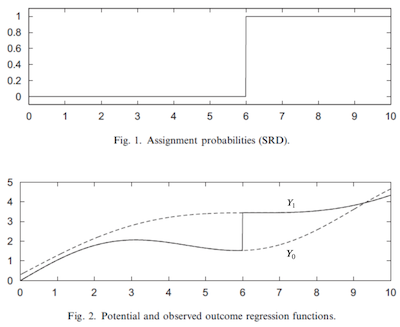 1
0.8
0.6
0.4
0.2
0
0 1 2 3 4 5 6 7 8 9 10
Fig. 1. Assignment probabilities (SRD).
5
4
3
2
1
0
Y₁
Y₀
0 1 2 3 4 5 6 7 8 9 10
Fig. 2. Potential and observed outcome regression functions.